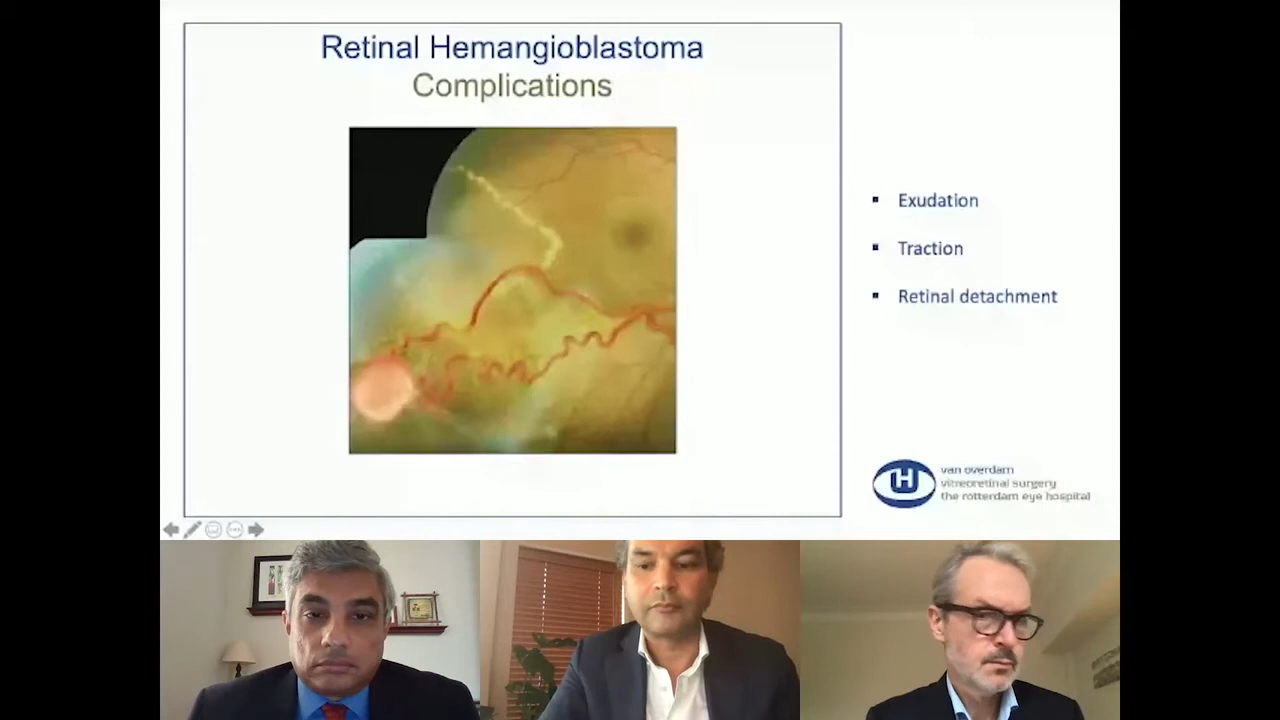 Retinal Hemangioblastoma
Complications
Exudation
Traction
Retinal detachment
van overdam
vitreoretinal surgery
the rotterdam eye hospital